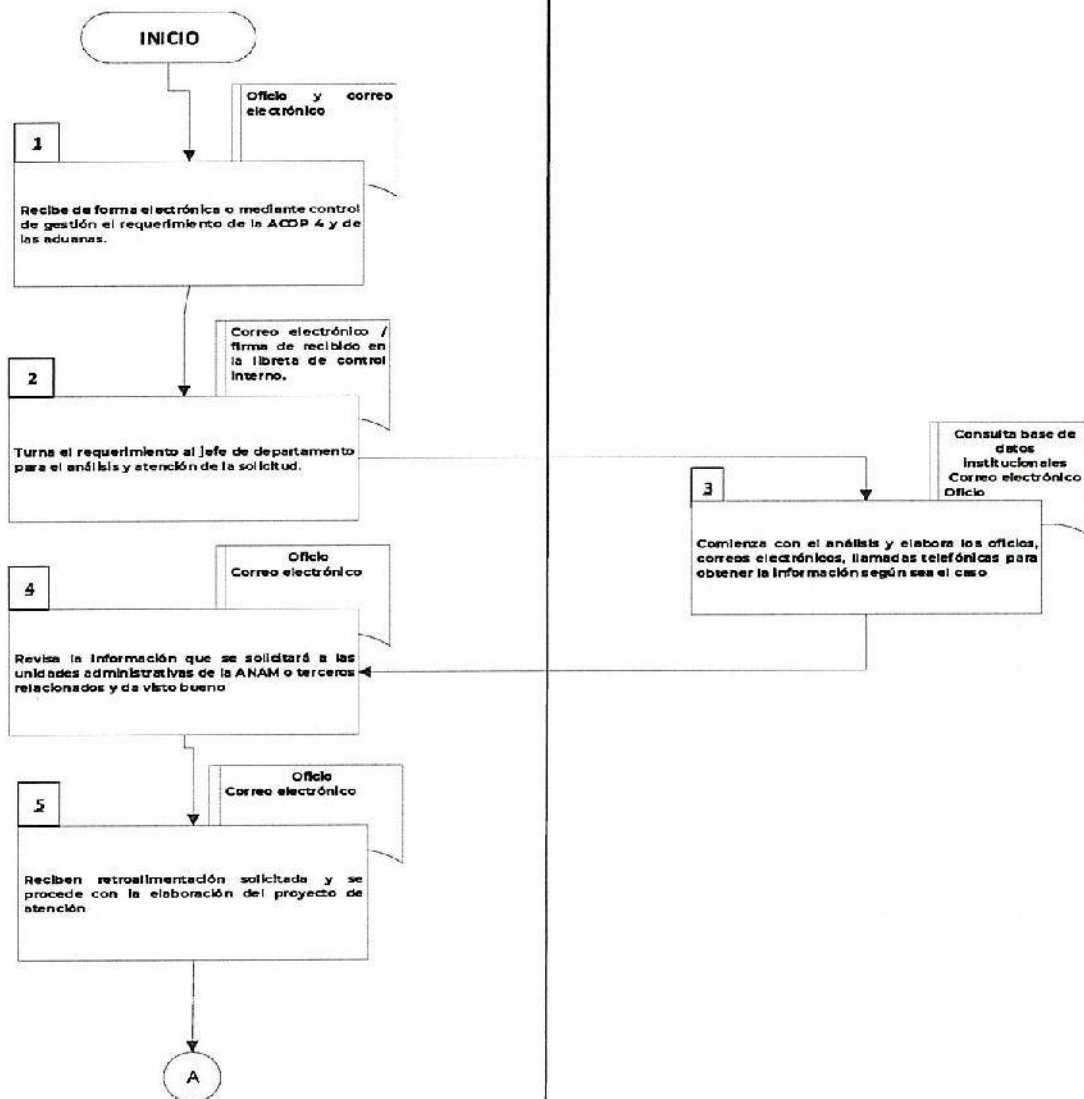 INICIO
Oficio y correo
electrónico
1
Recibe de forma electrónica o mediante control
de gestión el requerimiento de la ACOP 4 y de
las aduanas.
Correo electrónico /
firma de recibido en
la libreta de control
interno.
2
Turna el requerimiento al jefe de departamento
para el análisis y atención de la solicitud.
Consulta base de
datos
institucionales
Correo electrónico
Oficio
3
Comienza con el análisis y elabora los oficios,
correos electrónicos, llamadas telefónicas para
obtener la información según sea el caso
Oficio
Correo electrónico
4
Revisa la información que se solicitará a las
unidades administrativas de la ANAM o terceros
relacionados y da visto bueno
Oficio
Correo electrónico
5
Reciben retroalimentación solicitada y se
procede con la elaboración del proyecto de
atención
A